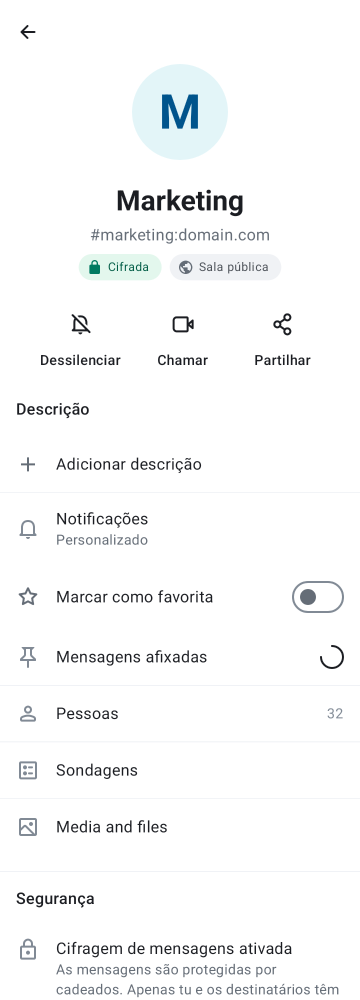 M
Marketing
#marketing:domain.com
Cifrada
Sala pública
Dessilenciar
Chamar
Partilhar
Descrição
Adicionar descrição
Notificações
Personalizado
Marcar como favorita
Mensagens afixadas
Pessoas
32
Sondagens
Media and files
Segurança
Cifragem de mensagens ativada
As mensagens são protegidas por
cadeados. Apenas tu e os destinatários têm